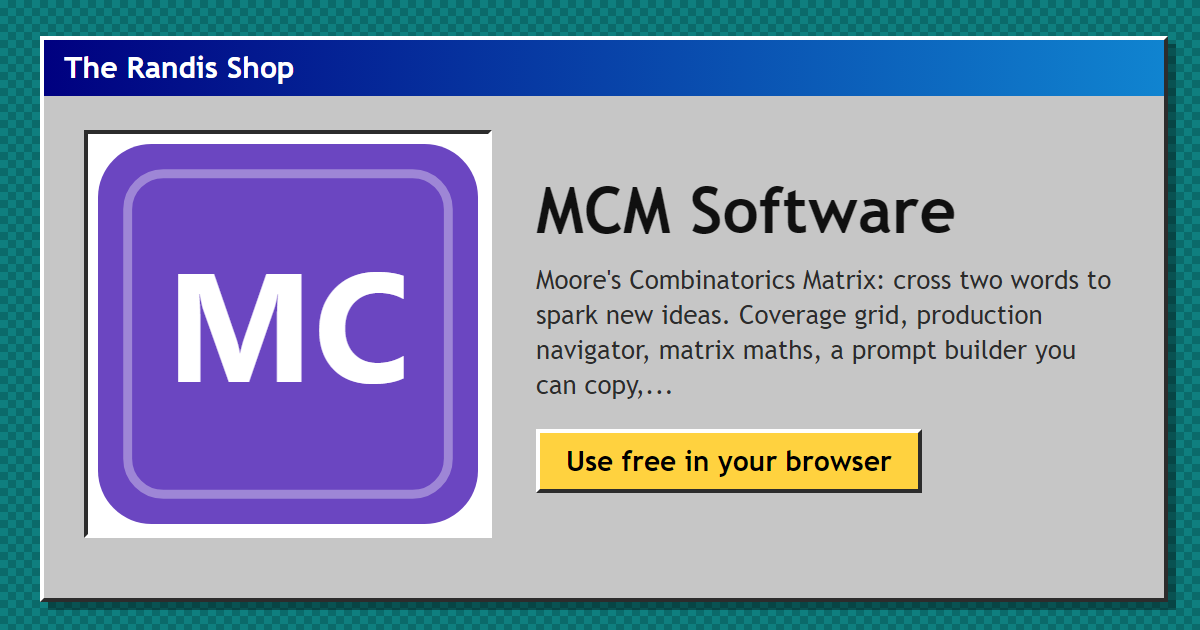 The Randis Shop
MC
MCM Software
Moore's Combinatorics Matrix: cross two words to
spark new ideas. Coverage grid, production
navigator, matrix maths, a prompt builder you
can copy,...
Use free in your browser